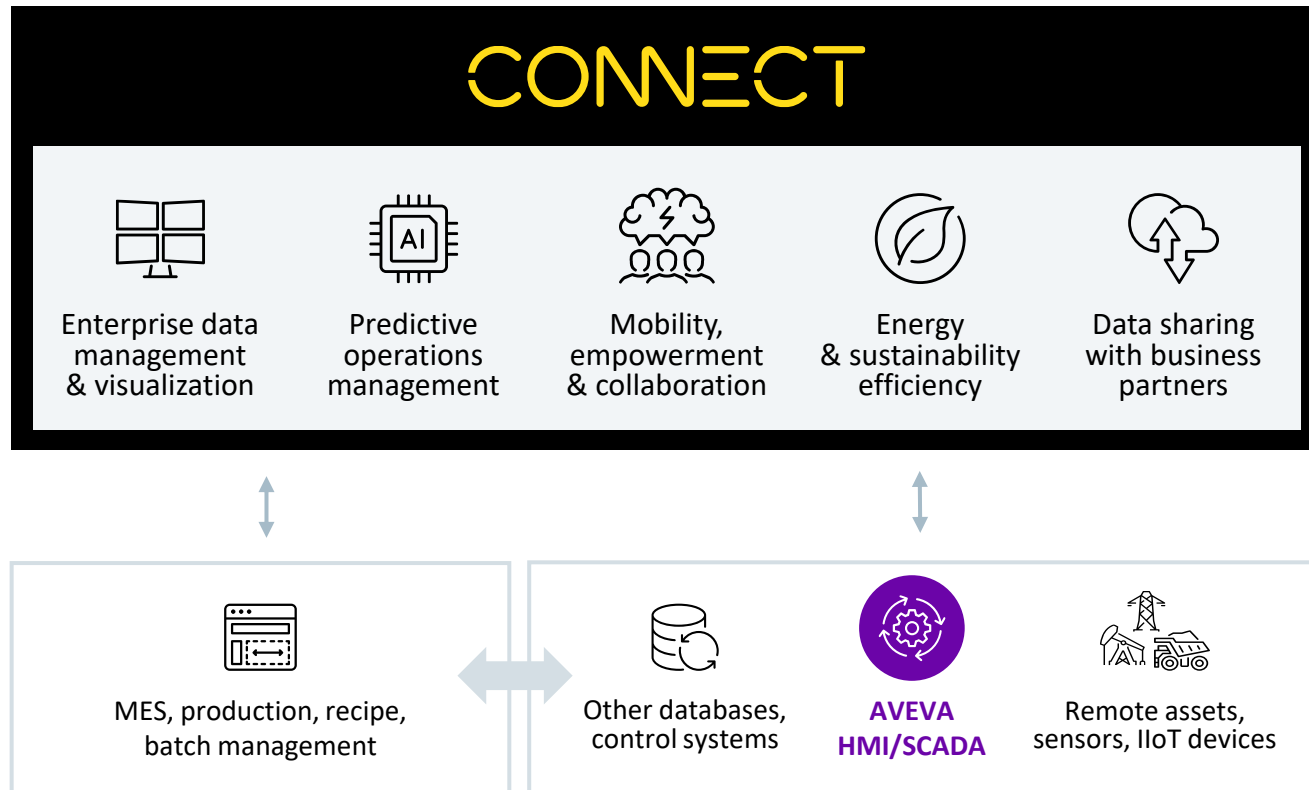 CONNECT
AI
Enterprise data
management
& visualization
Predictive
operations
management
Mobility,
empowerment
& collaboration
Energy
& sustainability
efficiency
Data sharing
with business
partners
MES, production, recipe,
batch management
Other databases,
control systems
AVEVA
HMI/SCADA
Remote assets,
sensors, IIoT devices